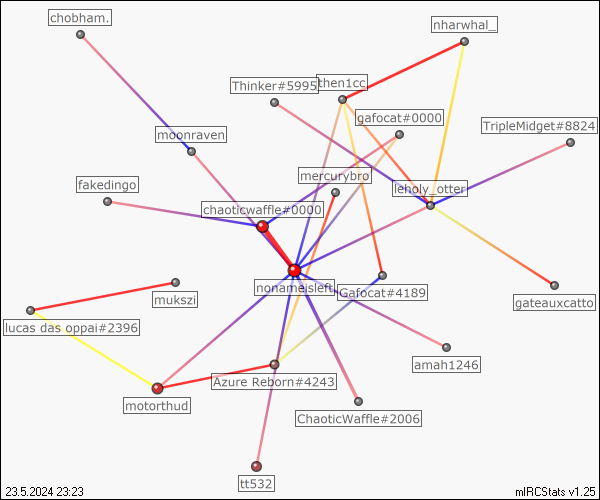 chobham.
nharwhal_
Thinker#5995
then1cc
gafocat#0000
TripleMidget#8824
moonraven
mercurybro
fakedingo
leholy_otter
chaoticwaffle#0000
nonameisleft
Gafocat#4189
mukszi
gateauxcatto
lucas das oppai#2396
amah1246
Azure Reborn#4243
motorthud
ChaoticWaffle#2006
tt532
23.5.2024 23:23
mIRCStats v1.25